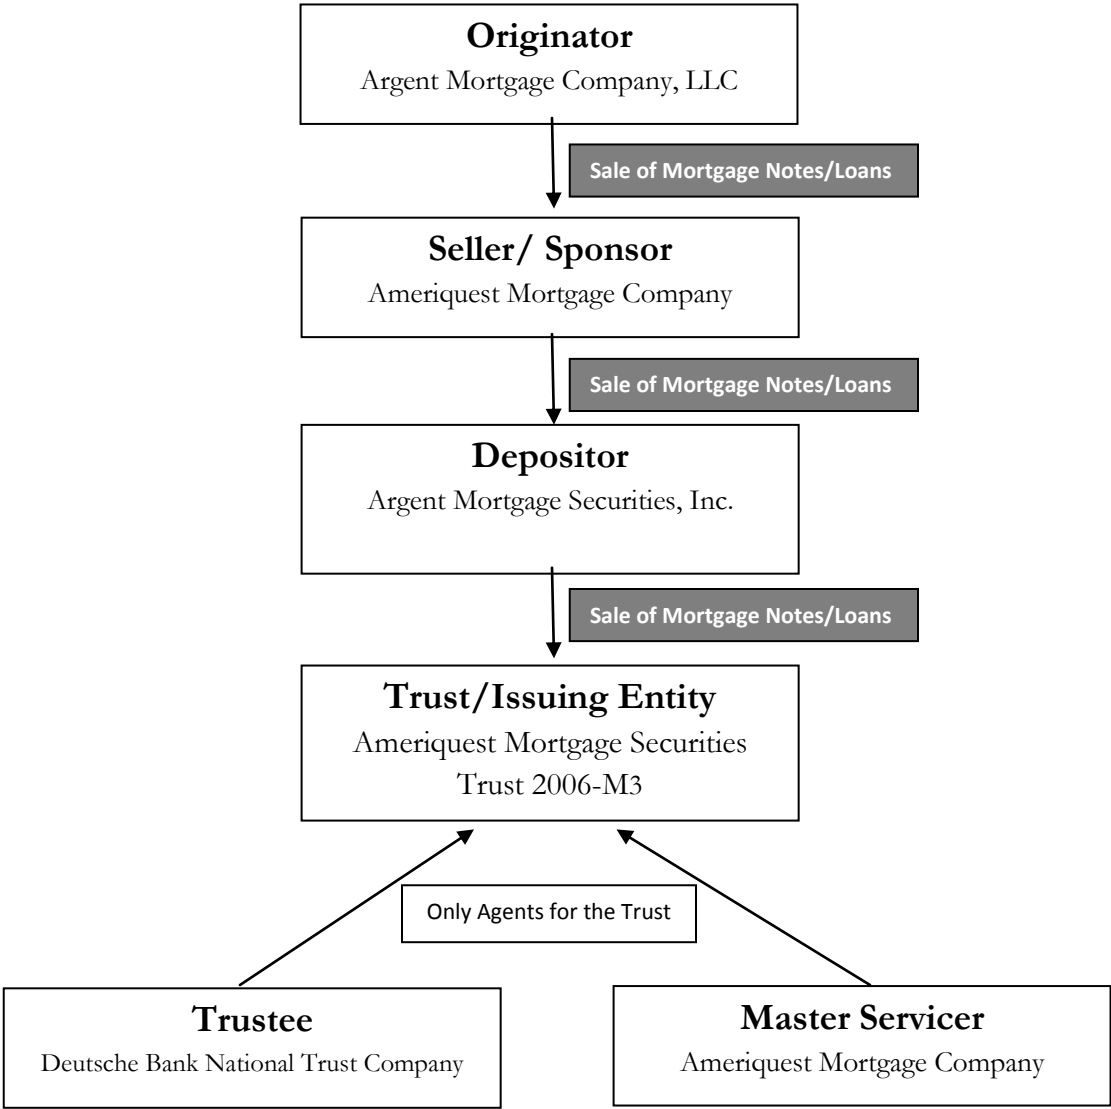 Originator
Argent Mortgage Company, LLC
Sale of Mortgage Notes/Loans
Seller/ Sponsor
Ameriquest Mortgage Company
Sale of Mortgage Notes/Loans
Depositor
Argent Mortgage Securities, Inc.
Sale of Mortgage Notes/Loans
Trust/Issuing Entity
Ameriquest Mortgage Securities
Trust 2006-M3
Only Agents for the Trust
Trustee
Deutsche Bank National Trust Company
Master Servicer
Ameriquest Mortgage Company